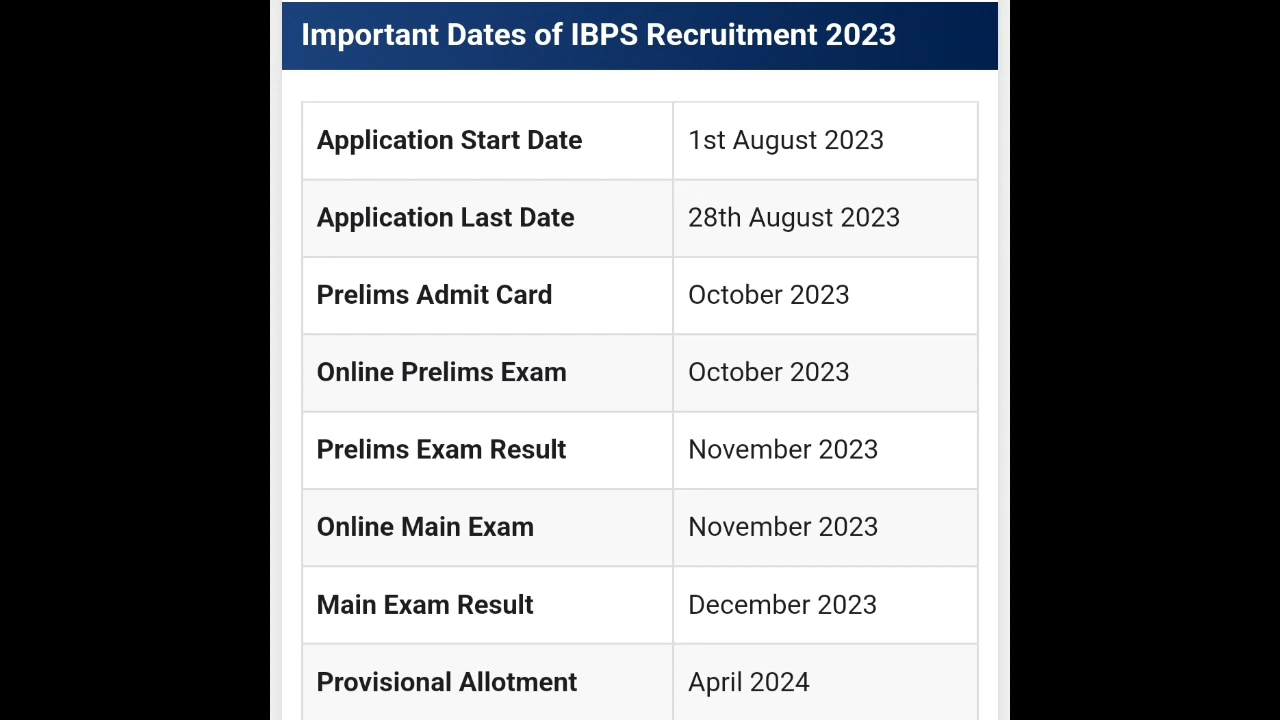 Important Dates of IBPS Recruitment 2023
Application Start Date 1st August 2023
Application Last Date 28th August 2023
Prelims Admit Card October 2023
Online Prelims Exam October 2023
Prelims Exam Result November 2023
Online Main Exam November 2023
Main Exam Result December 2023
Provisional Allotment April 2024